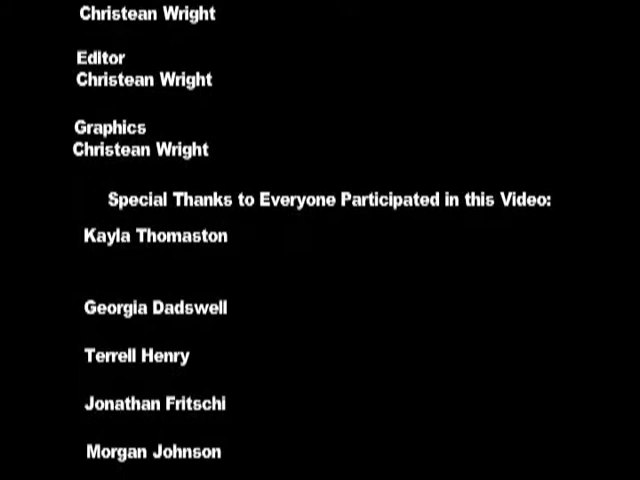 Christean Wright
Editor
Christean Wright
Graphics
Christean Wright
Special Thanks to Everyone Participated in this Video:
Kayla Thomaston
Georgia Dadswell
Terrell Henry
Jonathan Fritschi
Morgan Johnson